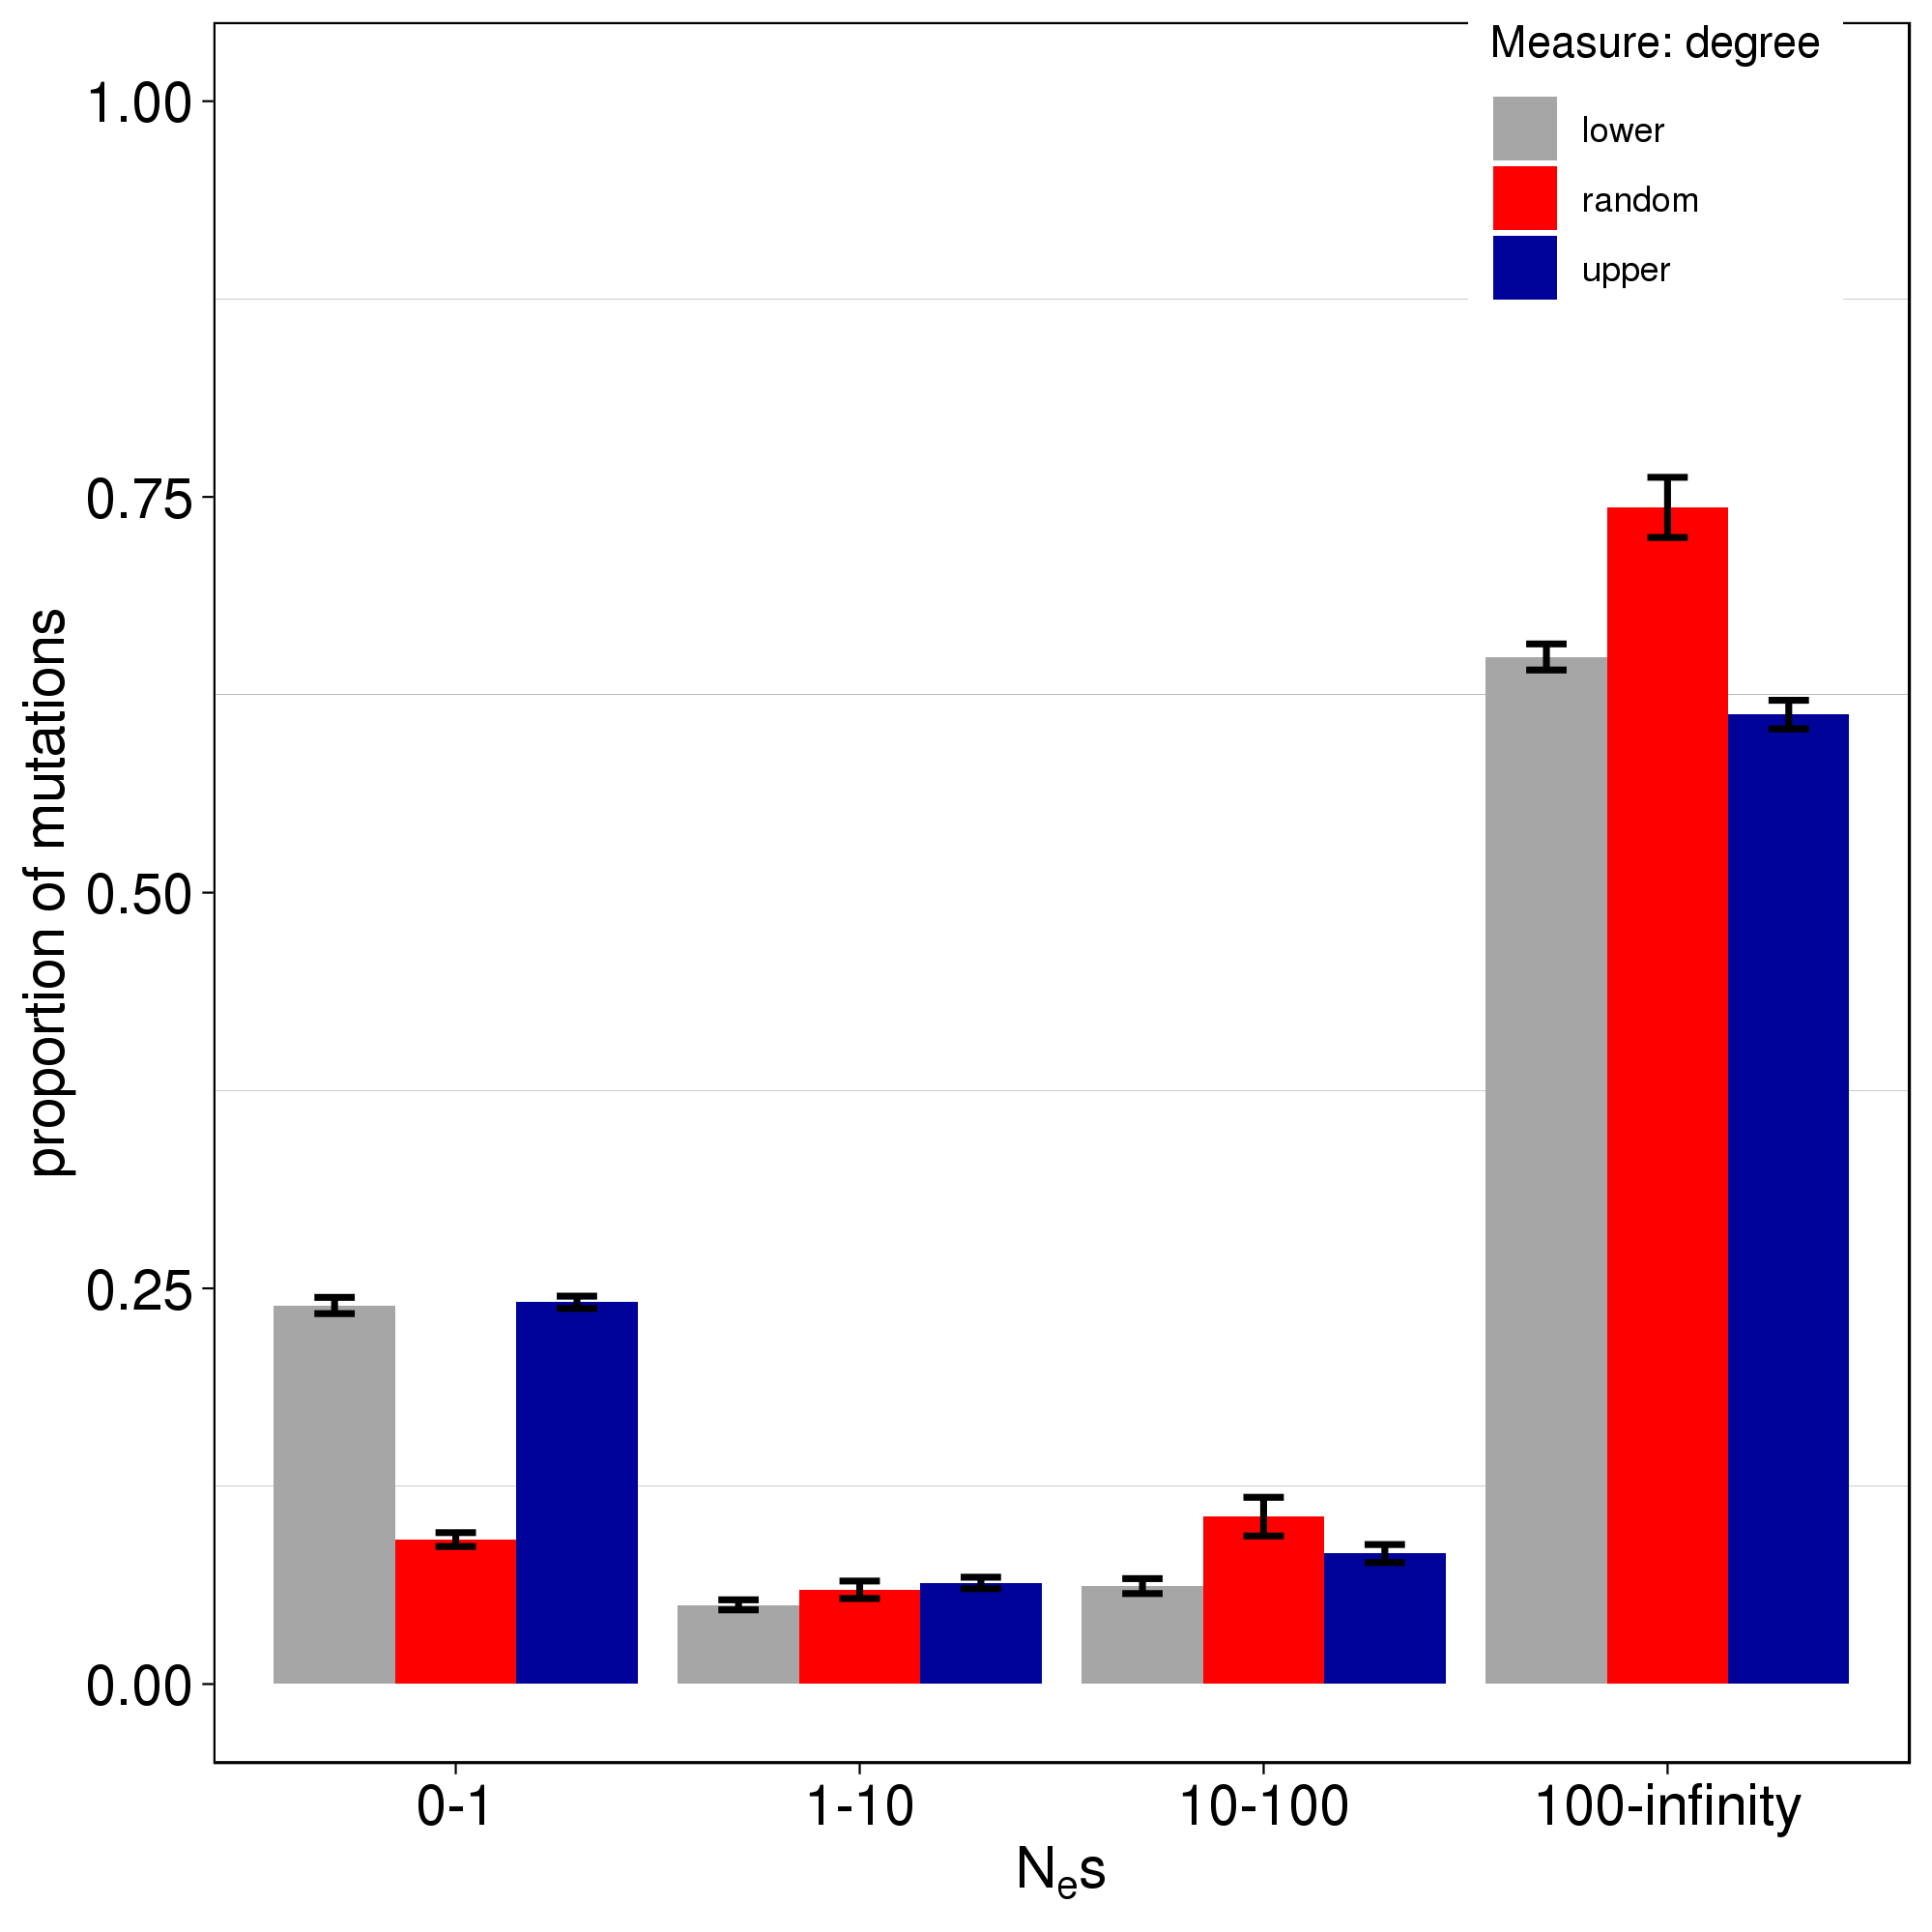 Measure: degree
lower
random
upper
1.00
0.75
0.50
0.25
0.00
proportion of mutations
0-1
1-10
10-100
100-infinity
Nes